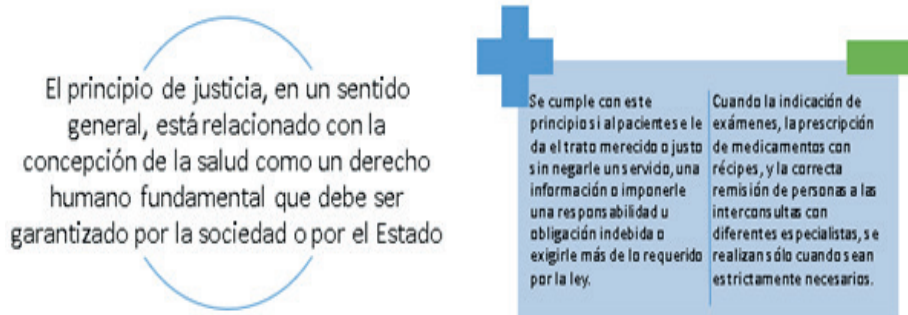 El principio de justicia, en un sentido
general, está relacionado con la
concepción de la salud como un derecho
humano fundamental que debe ser
garantizado por la sociedad o por el Estado
Se cumple con este
principio si al paciente se le
da el trato merecido o justo
sin negarle un servicio, una
información o imponerle
una responsabilidad u
obligación indebida o
exigirle más de lo requerido
por la ley.
Cuando la indicación de
exámenes, la prescripción
de medicamentos con
récipes, y la correcta
remisión de personas a las
interconsultas con
diferentes especialistas, se
realizan sólo cuando sean
estrictamente necesarios.